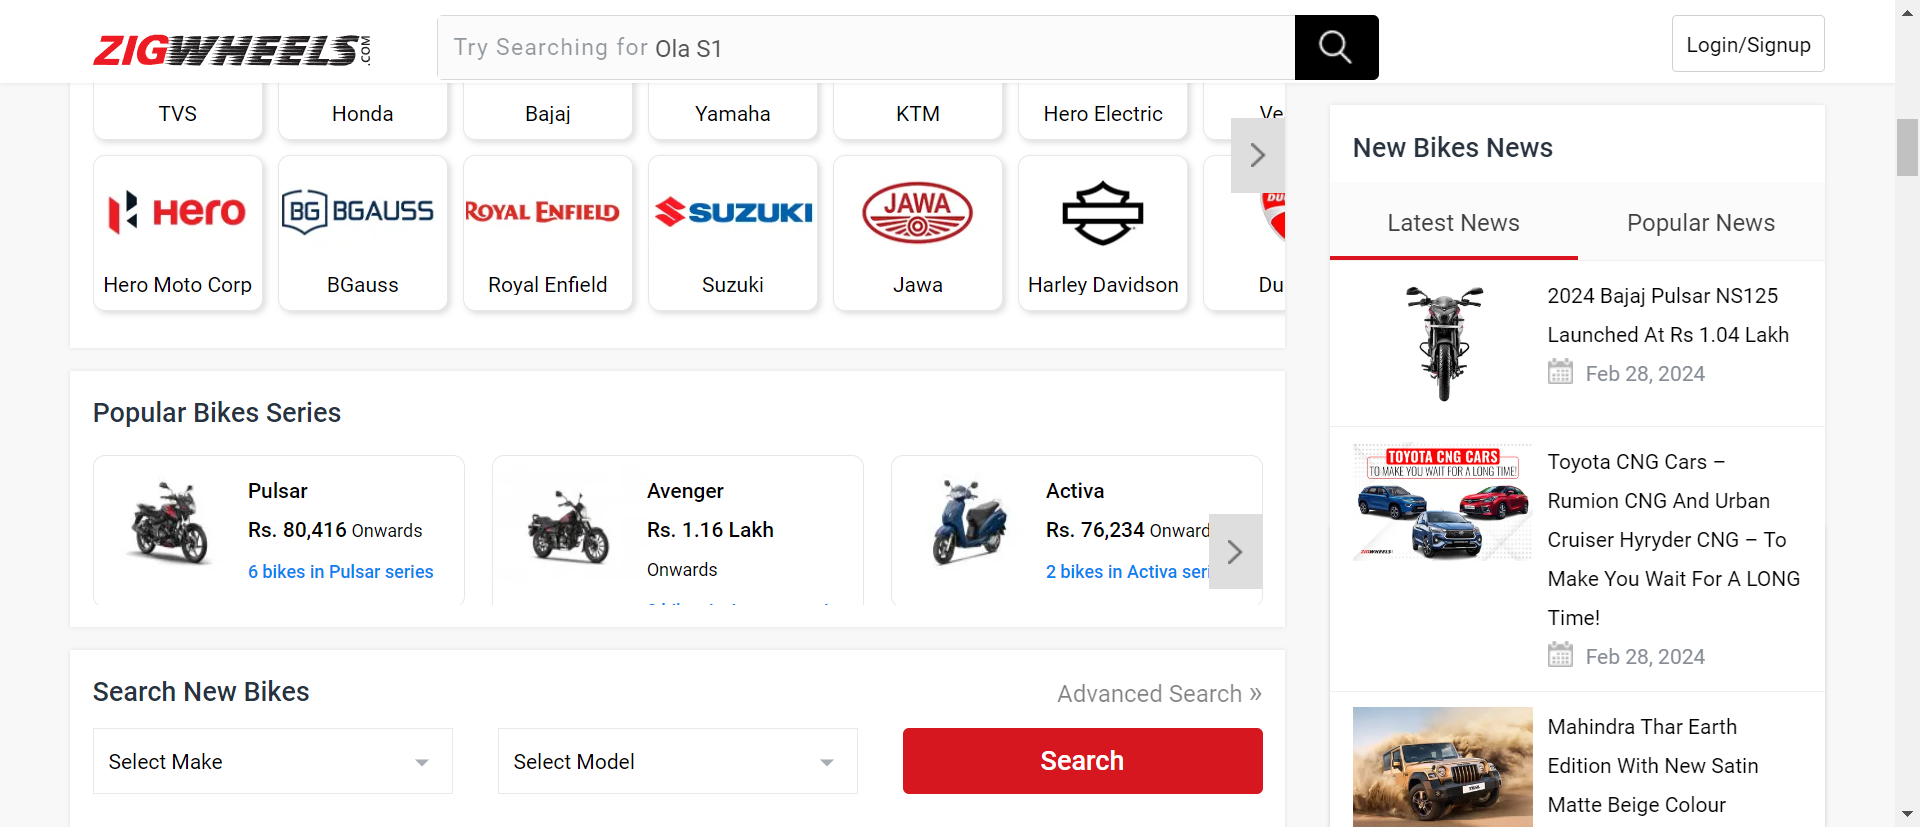 ZIGWHEELS.COM
Try Searching for Ola S1
Login/Signup
TVS
Honda
Bajaj
Yamaha
KTM
Hero Electric
Ve
Hero
BG BGAUSS
ROYAL ENFIELD
SUZUKI
JAWA
DUC
Hero Moto Corp
BGauss
Royal Enfield
Suzuki
Jawa
Harley Davidson
Du
Popular Bikes Series
Pulsar
Rs. 80,416 Onwards
6 bikes in Pulsar series
Avenger
Rs. 1.16 Lakh
Onwards
Activa
Rs. 76,234 Onward
2 bikes in Activa seri
Search New Bikes
Advanced Search »
Select Make
Select Model
Search
New Bikes News
Latest News
Popular News
2024 Bajaj Pulsar NS125
Launched At Rs 1.04 Lakh
Feb 28, 2024
TOYOTA CNG CARS
TO MAKE YOU WAIT FOR A LONG TIME!
ZIGWHEELS
Toyota CNG Cars –
Rumion CNG And Urban
Cruiser Hyryder CNG – To
Make You Wait For A LONG
Time!
Feb 28, 2024
Mahindra Thar Earth
Edition With New Satin
Matte Beige Colour